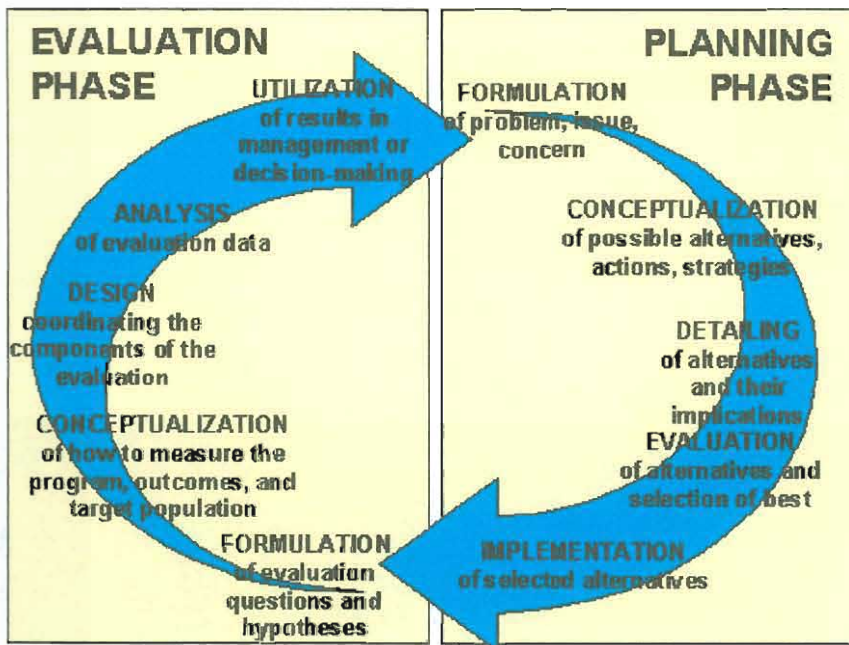 EVALUATION
PHASE
UTILIZATION
of results in
management or
decision-making
ANALYSIS
of evaluation data
DESIGN
coordinating the
components of the
evaluation
CONCEPTUALIZATION
of how to measure the
program, outcomes, and
target population
FORMULATION
of evaluation
questions and
hypotheses
PLANNING
PHASE
FORMULATION
of problem, issue,
concern
CONCEPTUALIZATION
of possible alternatives,
actions, strategies
DETAILING
of alternatives
and their
implications
EVALUATION
of alternatives and
selection of best
IMPLEMENTATION
of selected alternatives